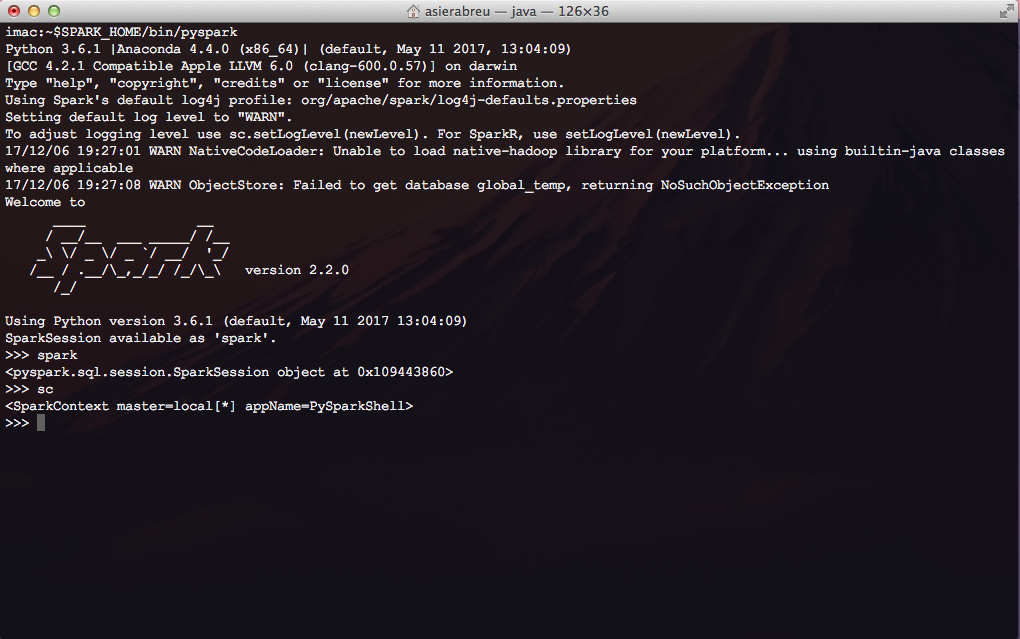 asierabreu — java — 126×36
imac:~$SPARK_HOME/bin/pyspark
Python 3.6.1 |Anaconda 4.4.0 (x86_64)| (default, May 11 2017, 13:04:09)
[GCC 4.2.1 Compatible Apple LLVM 6.0 (clang-600.0.57)] on darwin
Type "help", "copyright", "credits" or "license" for more information.
Using Spark's default log4j profile: org/apache/spark/log4j-defaults.properties
Setting default log level to "WARN".
To adjust logging level use sc.setLogLevel(newLevel). For SparkR, use setLogLevel(newLevel).
17/12/06 19:27:01 WARN NativeCodeLoader: Unable to load native-hadoop library for your platform... using builtin-java classes
where applicable
17/12/06 19:27:08 WARN ObjectStore: Failed to get database global_temp, returning NoSuchObjectException
Welcome to
Spark version 2.2.0
Using Python version 3.6.1 (default, May 11 2017 13:04:09)
SparkSession available as 'spark'.
>>> spark
<pyspark.sql.session.SparkSession object at 0x109443860>
>>> sc
<SparkContext master=local[*] appName=PySparkShell>
>>>